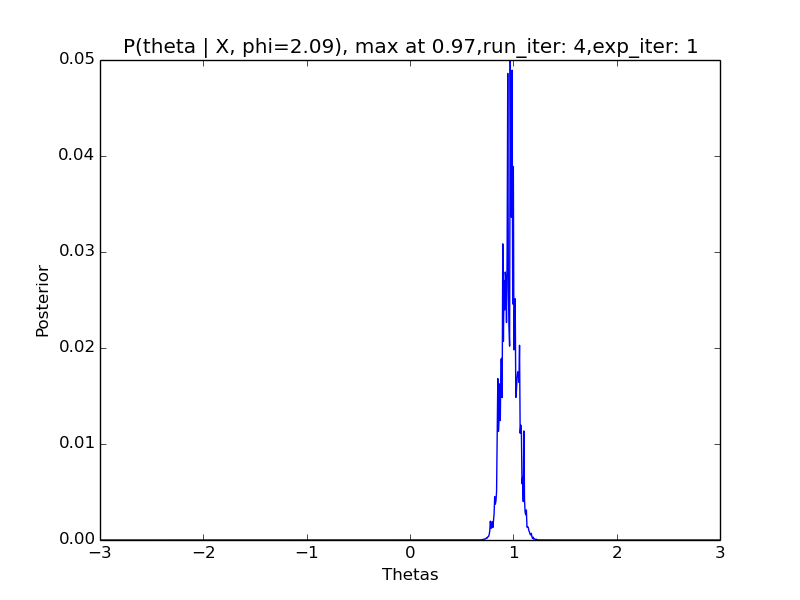 P(theta | X, phi=2.09), max at 0.97,run_iter: 4,exp_iter: 1
0.05
0.04
0.03
0.02
0.01
0.00
Posterior
−3 −2 −1 0 1 2 3
Thetas